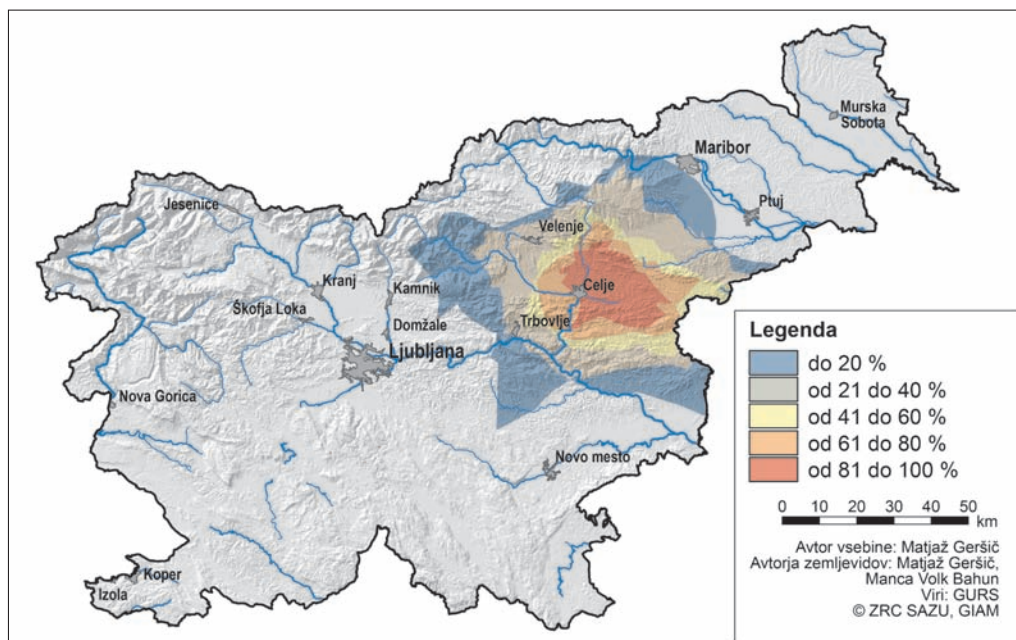 Murska
Sobota
Maribor
Ptuj
Jesenice
Velenje
Kranj
Kamnik
Celje
Škofja Loka
Domžale
Trbovlje
Ljubljana
Nova Gorica
Novo mesto
Koper
Izola
Legenda
do 20 %
od 21 do 40 %
od 41 do 60 %
od 61 do 80 %
od 81 do 100 %
0 10 20 30 40 50
km
Avtor vsebine: Matjaž Geršič
Avtorja zemljevidov: Matjaž Geršič,
Manca Volk Bahun
Viri: GURS
© ZRC SAZU, GIAM